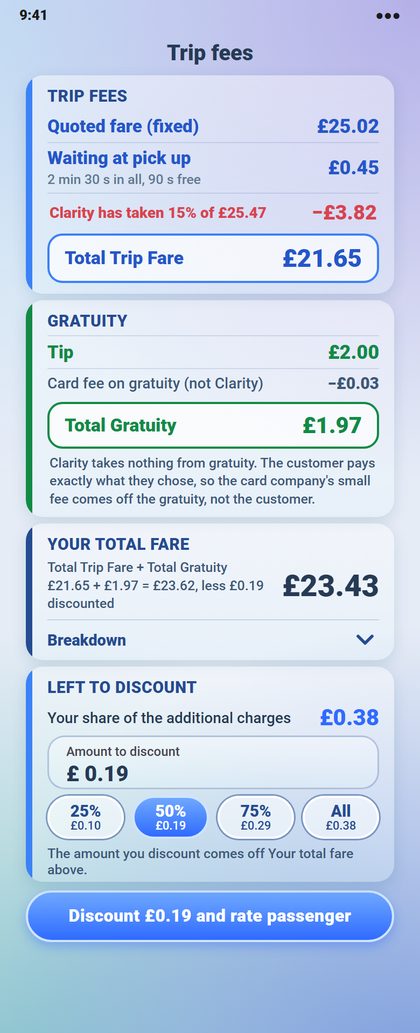 9:41
Trip fees
TRIP FEES
Quoted fare (fixed) £25.02
Waiting at pick up £0.45
2 min 30 s in all, 90 s free
Clarity has taken 15% of £25.47 −£3.82
Total Trip Fare £21.65
GRATUITY
Tip £2.00
Card fee on gratuity (not Clarity) −£0.03
Total Gratuity £1.97
Clarity takes nothing from gratuity. The customer pays
exactly what they chose, so the card company's small
fee comes off the gratuity, not the customer.
YOUR TOTAL FARE
Total Trip Fare + Total Gratuity
£21.65 + £1.97 = £23.62, less £0.19
discounted
£23.43
Breakdown
LEFT TO DISCOUNT
Your share of the additional charges £0.38
Amount to discount
£ 0.19
25% 50% 75% All
£0.10 £0.19 £0.29 £0.38
The amount you discount comes off Your total fare
above.
Discount £0.19 and rate passenger